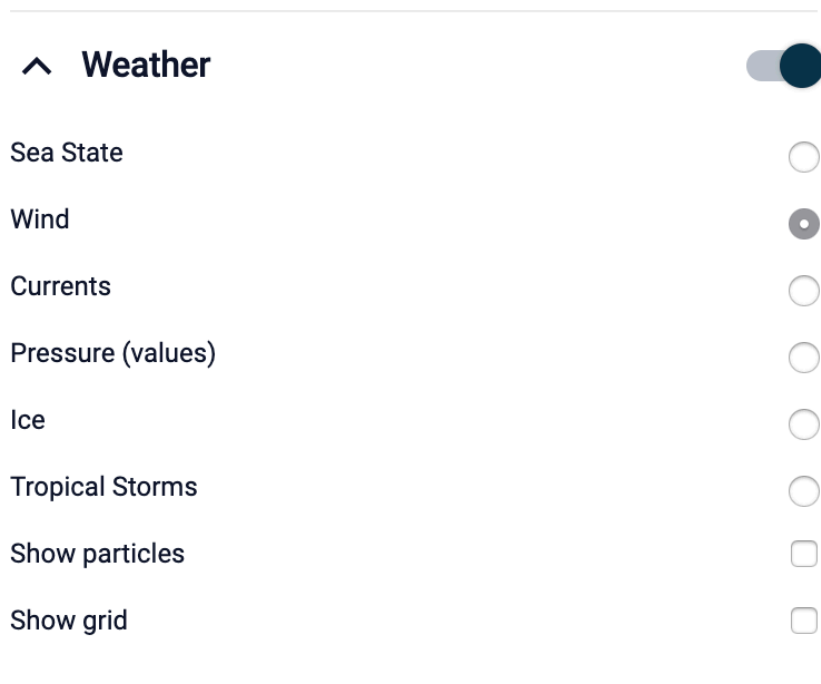 Weather
Sea State
Wind
Currents
Pressure (values)
Ice
Tropical Storms
Show particles
Show grid